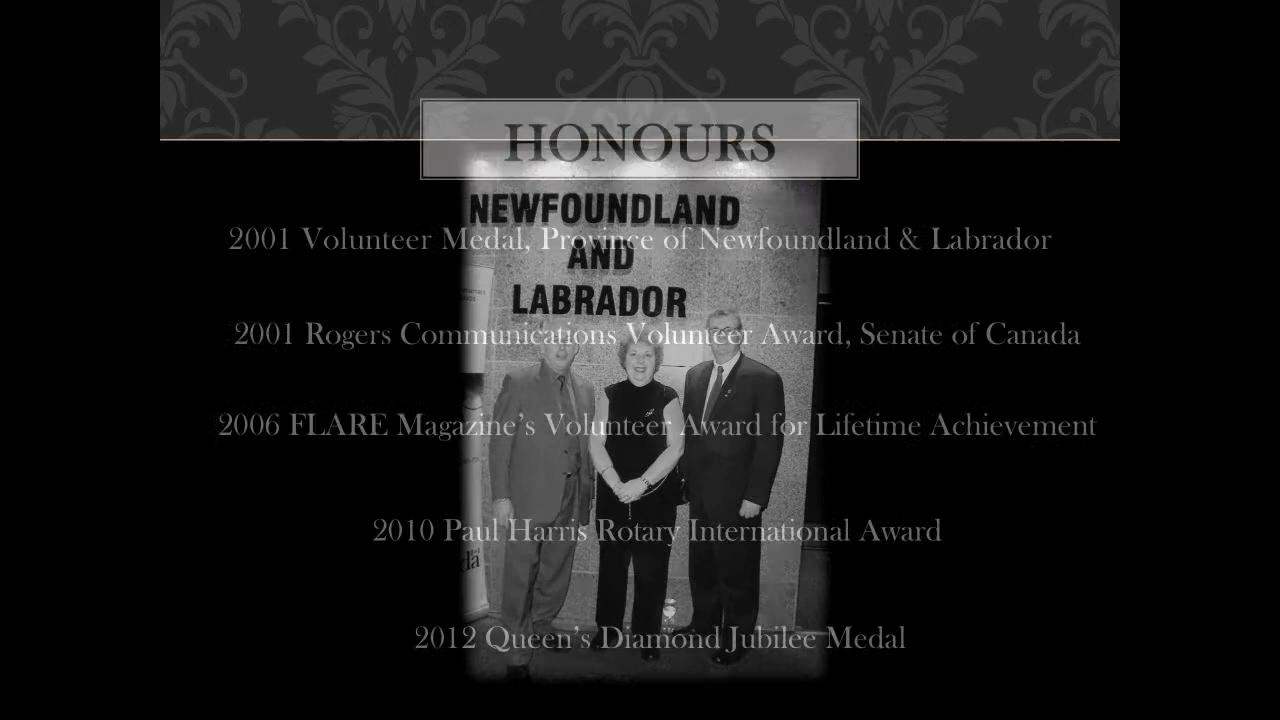 HONOURS
NEWFOUNDLAND
2001 Volunteer Medal, Province of Newfoundland & Labrador
AND
LABRADOR
2001 Rogers Communications Volunteer Award, Senate of Canada
2006 FLARE Magazine’s Volunteer Award for Lifetime Achievement
2010 Paul Harris Rotary International Award
da
2012 Queen’s Diamond Jubilee Medal